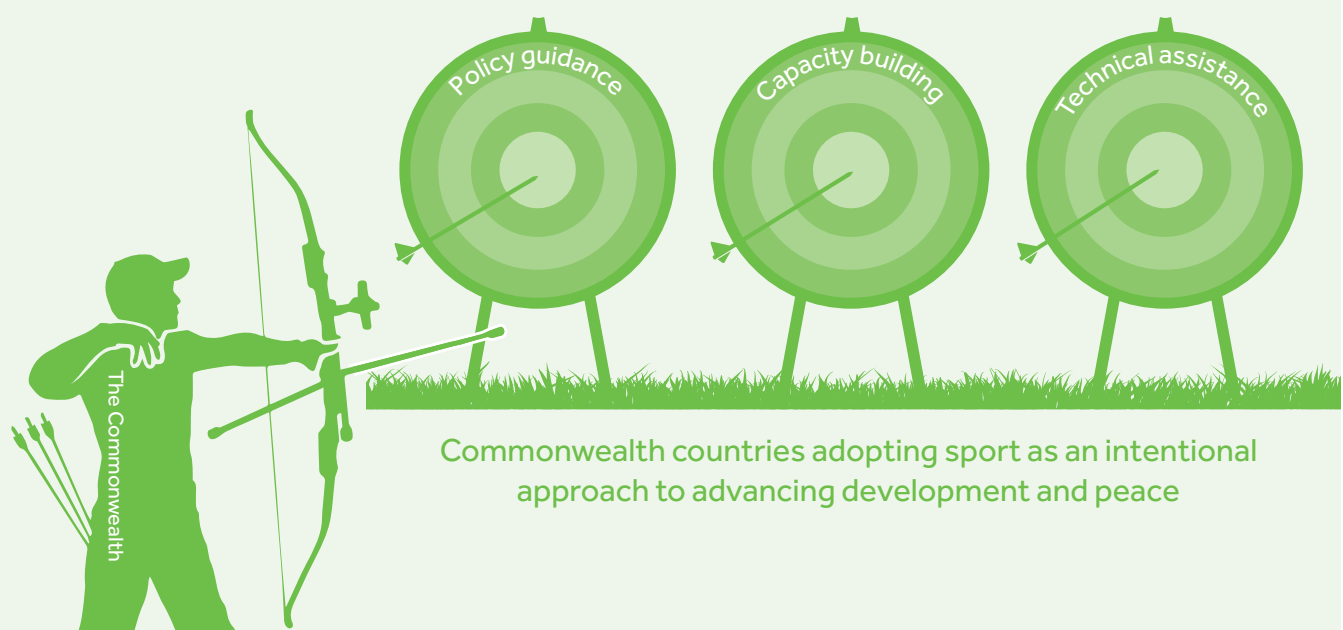 Policy guidance
Capacity building
Technical assistance
The Commonwealth
Commonwealth countries adopting sport as an intentional
approach to advancing development and peace